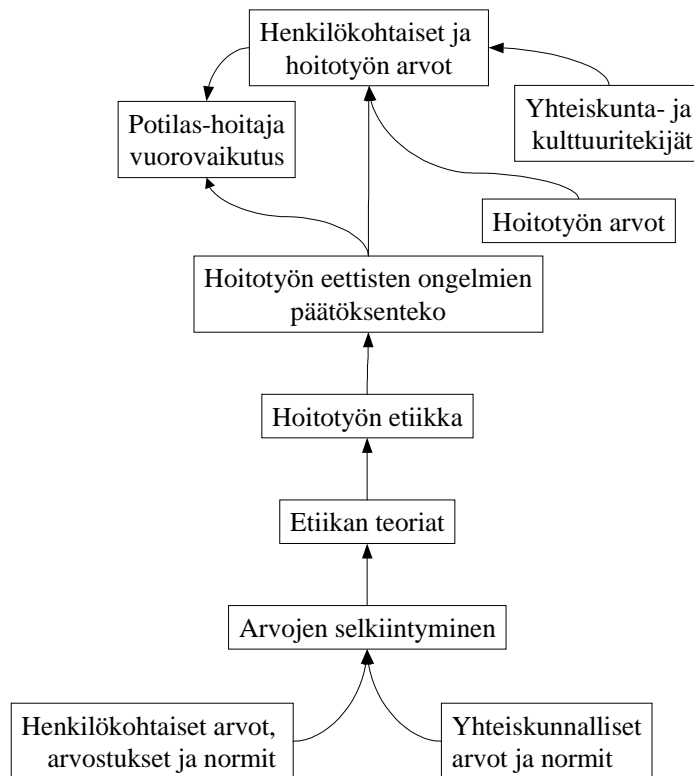 Henkilökohtaiset ja
hoitotyön arvot
Potilas-hoitaja
vuorovaikutus
Yhteiskunta- ja
kulttuuritekijät
Hoitotyön arvot
Hoitotyön eettisten ongelmien
päätöksenteko
Hoitotyön etiikka
Etiikan teoriat
Arvojen selkiintyminen
Henkilökohtaiset arvot,
arvostukset ja normit
Yhteiskunnalliset
arvot ja normit